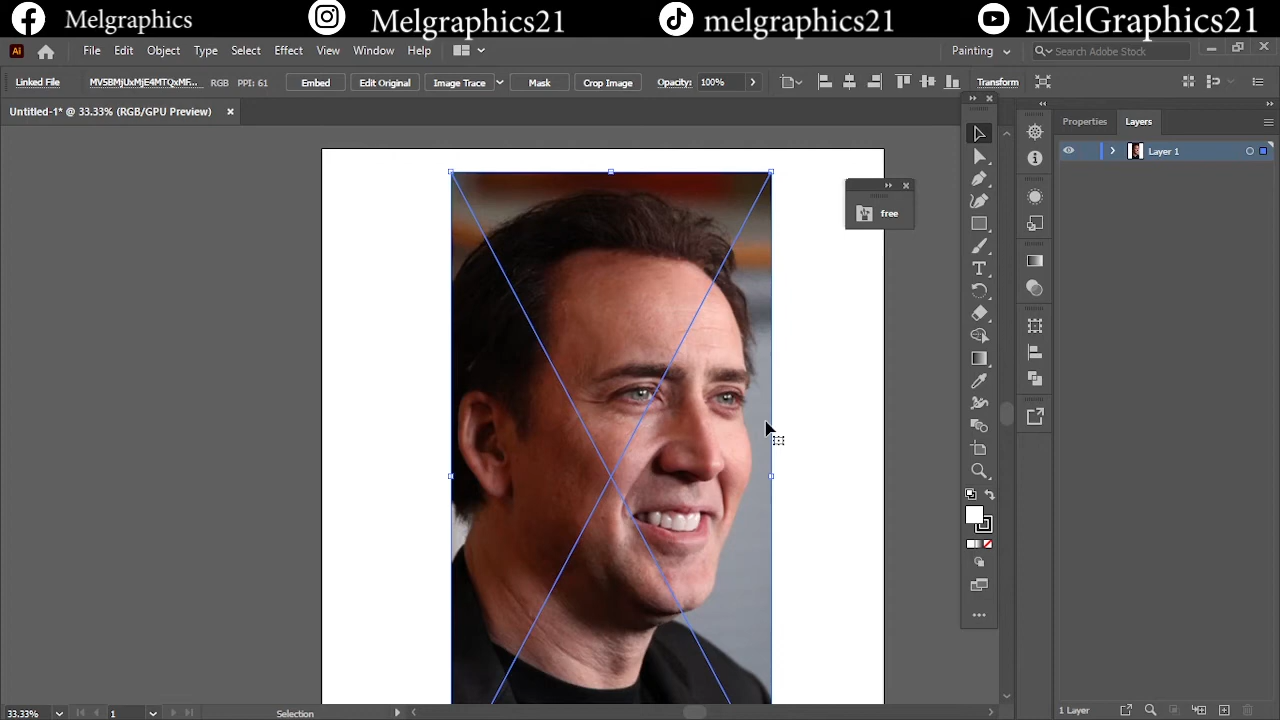 Melgraphics Melgraphics21 melgraphics21 MelGraphics21
Ai File Edit Object Type Select Effect View Window Help Painting Search Adobe Stock
Linked File MV5BMjUxMjE4MTQxMF... RGB PPI: 61 Embed Edit Original Image Trace Mask Crop Image Opacity: 100% Transform
Untitled-1* @ 33.33% (RGB/GPU Preview)
Properties Layers
Layer 1
free
33.33% 1 Selection 1 Layer